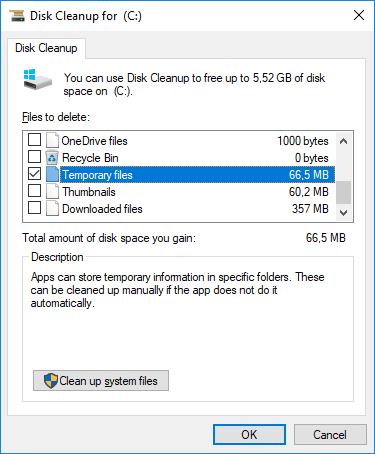 Disk Cleanup for (C:)
Disk Cleanup
You can use Disk Cleanup to free up to 5,52 GB of disk
space on (C:).
Files to delete:
OneDrive files 1000 bytes
Recycle Bin 0 bytes
Temporary files 66,5 MB
Thumbnails 60,2 MB
Downloaded files 357 MB
Total amount of disk space you gain: 66,5 MB
Description
Apps can store temporary information in specific folders. These
can be cleaned up manually if the app does not do it
automatically.
Clean up system files
OK Cancel